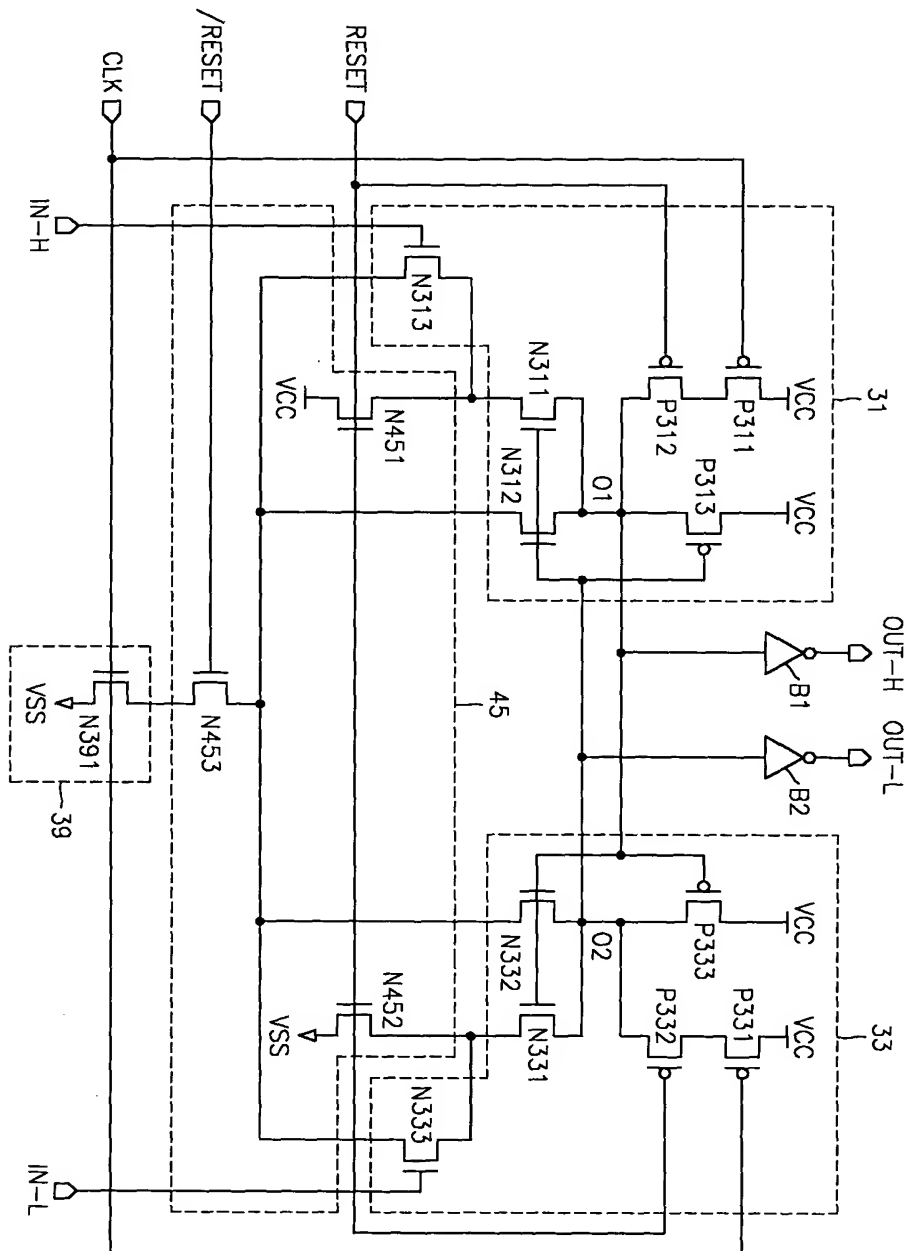 OUT-H
OUT-L
B1
B2
31
33
VCC
VCC
VCC
VCC
P311
P313
P312
P333
P331
P332
O1
O2
N311
N312
N332
N331
RESET
/RESET
CLK
IN-H
IN-L
N313
N333
N451
VCC
N452
VSS
45
N453
N391
VSS
39